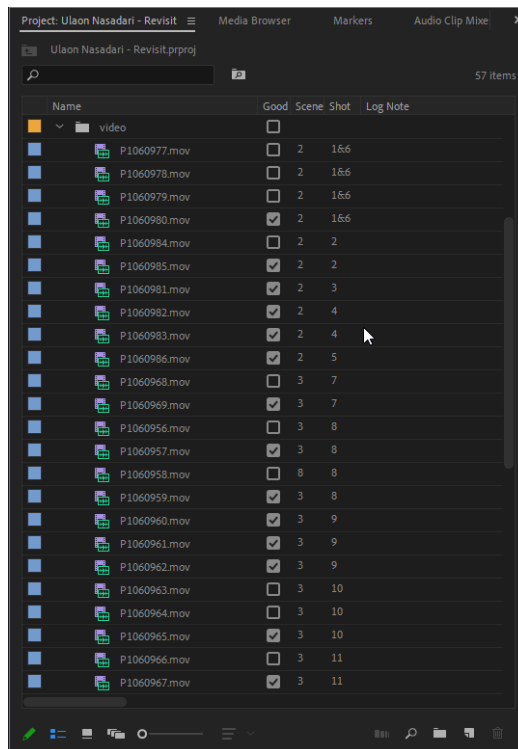 Project: Ulaon Nasadari - Revisit Media Browser Markers Audio Clip Mixe
Ulaon Nasadari - Revisit.prproj
57 items
Name Good Scene Shot Log Note
video
P1060977.mov 2 1&6
P1060978.mov 2 1&6
P1060979.mov 2 1&6
P1060980.mov 2 1&6
P1060984.mov 2 2
P1060985.mov 2 2
P1060981.mov 2 3
P1060982.mov 2 4
P1060983.mov 2 4
P1060986.mov 2 5
P1060968.mov 3 7
P1060969.mov 3 7
P1060956.mov 3 8
P1060957.mov 3 8
P1060958.mov 8 8
P1060959.mov 3 8
P1060960.mov 3 9
P1060961.mov 3 9
P1060962.mov 3 9
P1060963.mov 3 10
P1060964.mov 3 10
P1060965.mov 3 10
P1060966.mov 3 11
P1060967.mov 3 11